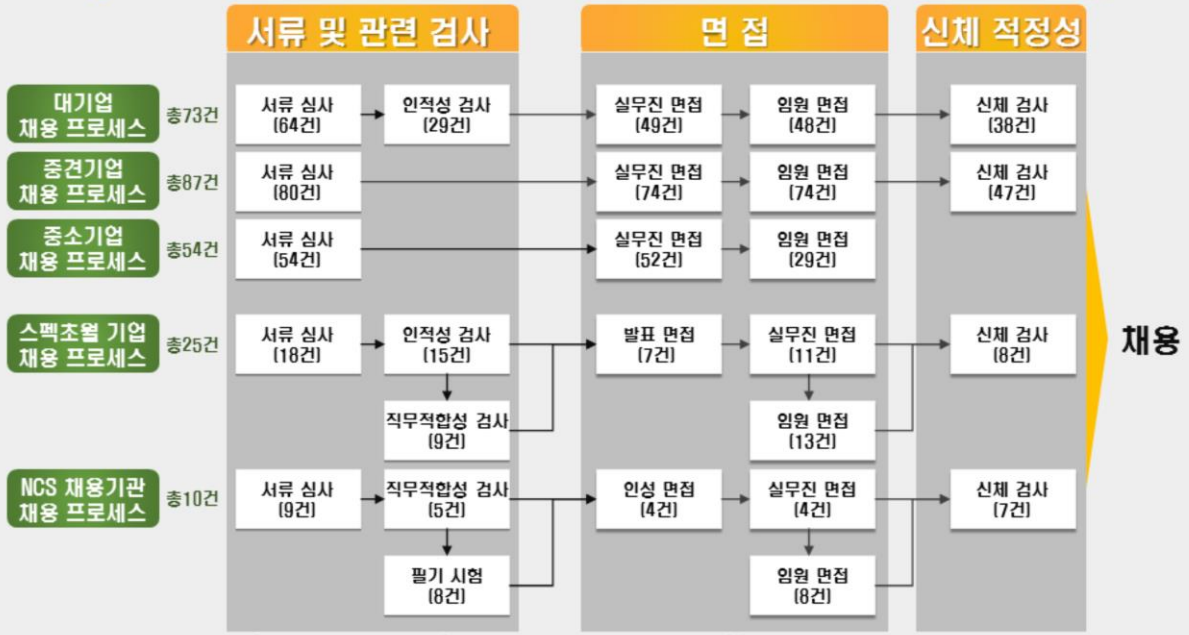 서류 및 관련 검사
면 접
신체 적정성
대기업
채용 프로세스
총73건
서류 심사
(64건)
인적성 검사
(29건)
실무진 면접
(49건)
임원 면접
(48건)
신체 검사
(38건)
중견기업
채용 프로세스
총87건
서류 심사
(80건)
실무진 면접
(74건)
임원 면접
(74건)
신체 검사
(47건)
중소기업
채용 프로세스
총54건
서류 심사
(54건)
실무진 면접
(52건)
임원 면접
(29건)
스펙초월 기업
채용 프로세스
총25건
서류 심사
(18건)
인적성 검사
(15건)
발표 면접
(7건)
실무진 면접
(11건)
신체 검사
(8건)
채용
직무적합성 검사
(9건)
임원 면접
(13건)
NCS 채용기관
채용 프로세스
총10건
서류 심사
(9건)
직무적합성 검사
(5건)
인성 면접
(4건)
실무진 면접
(4건)
신체 검사
(7건)
필기 시험
(8건)
임원 면접
(8건)